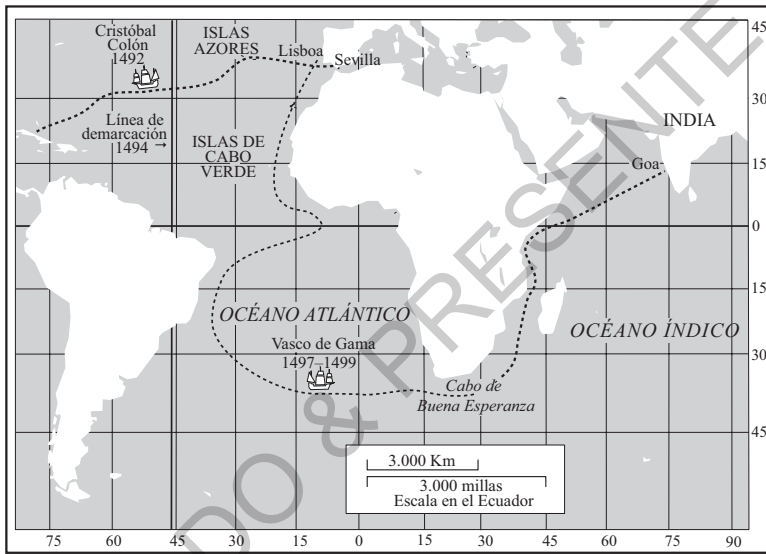 Cristóbal
Colón
1492
ISLAS
AZORES
Lisboa
Sevilla
Línea de
demarcación
1494 →
ISLAS DE
CABO
VERDE
INDIA
Goa
OCÉANO ATLÁNTICO
Vasco de Gama
1497–1499
OCÉANO ÍNDICO
Cabo de
Buena Esperanza
3.000 Km
3.000 millas
Escala en el Ecuador
45
30
15
0
15
30
45
75 60 45 30 15 0 15 30 45 60 75 90
DO & PRESENTE